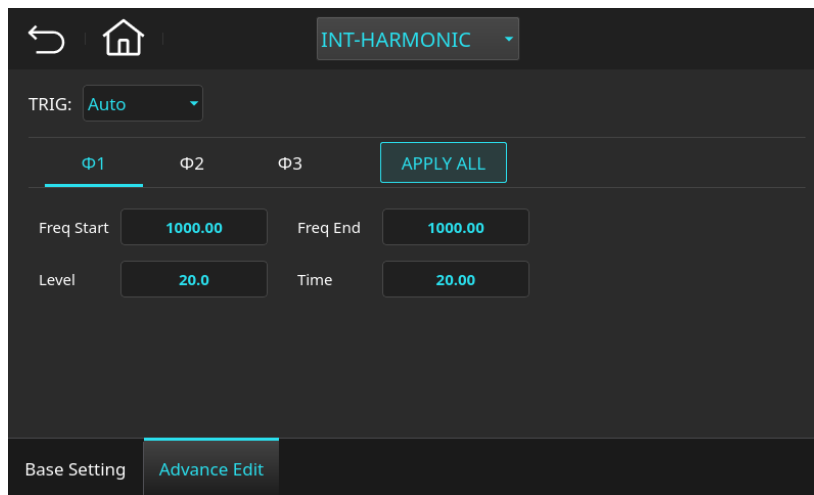 INT-HARMONIC
TRIG: Auto
Φ1 Φ2 Φ3 APPLY ALL
Freq Start 1000.00 Freq End 1000.00
Level 20.0 Time 20.00
Base Setting Advance Edit